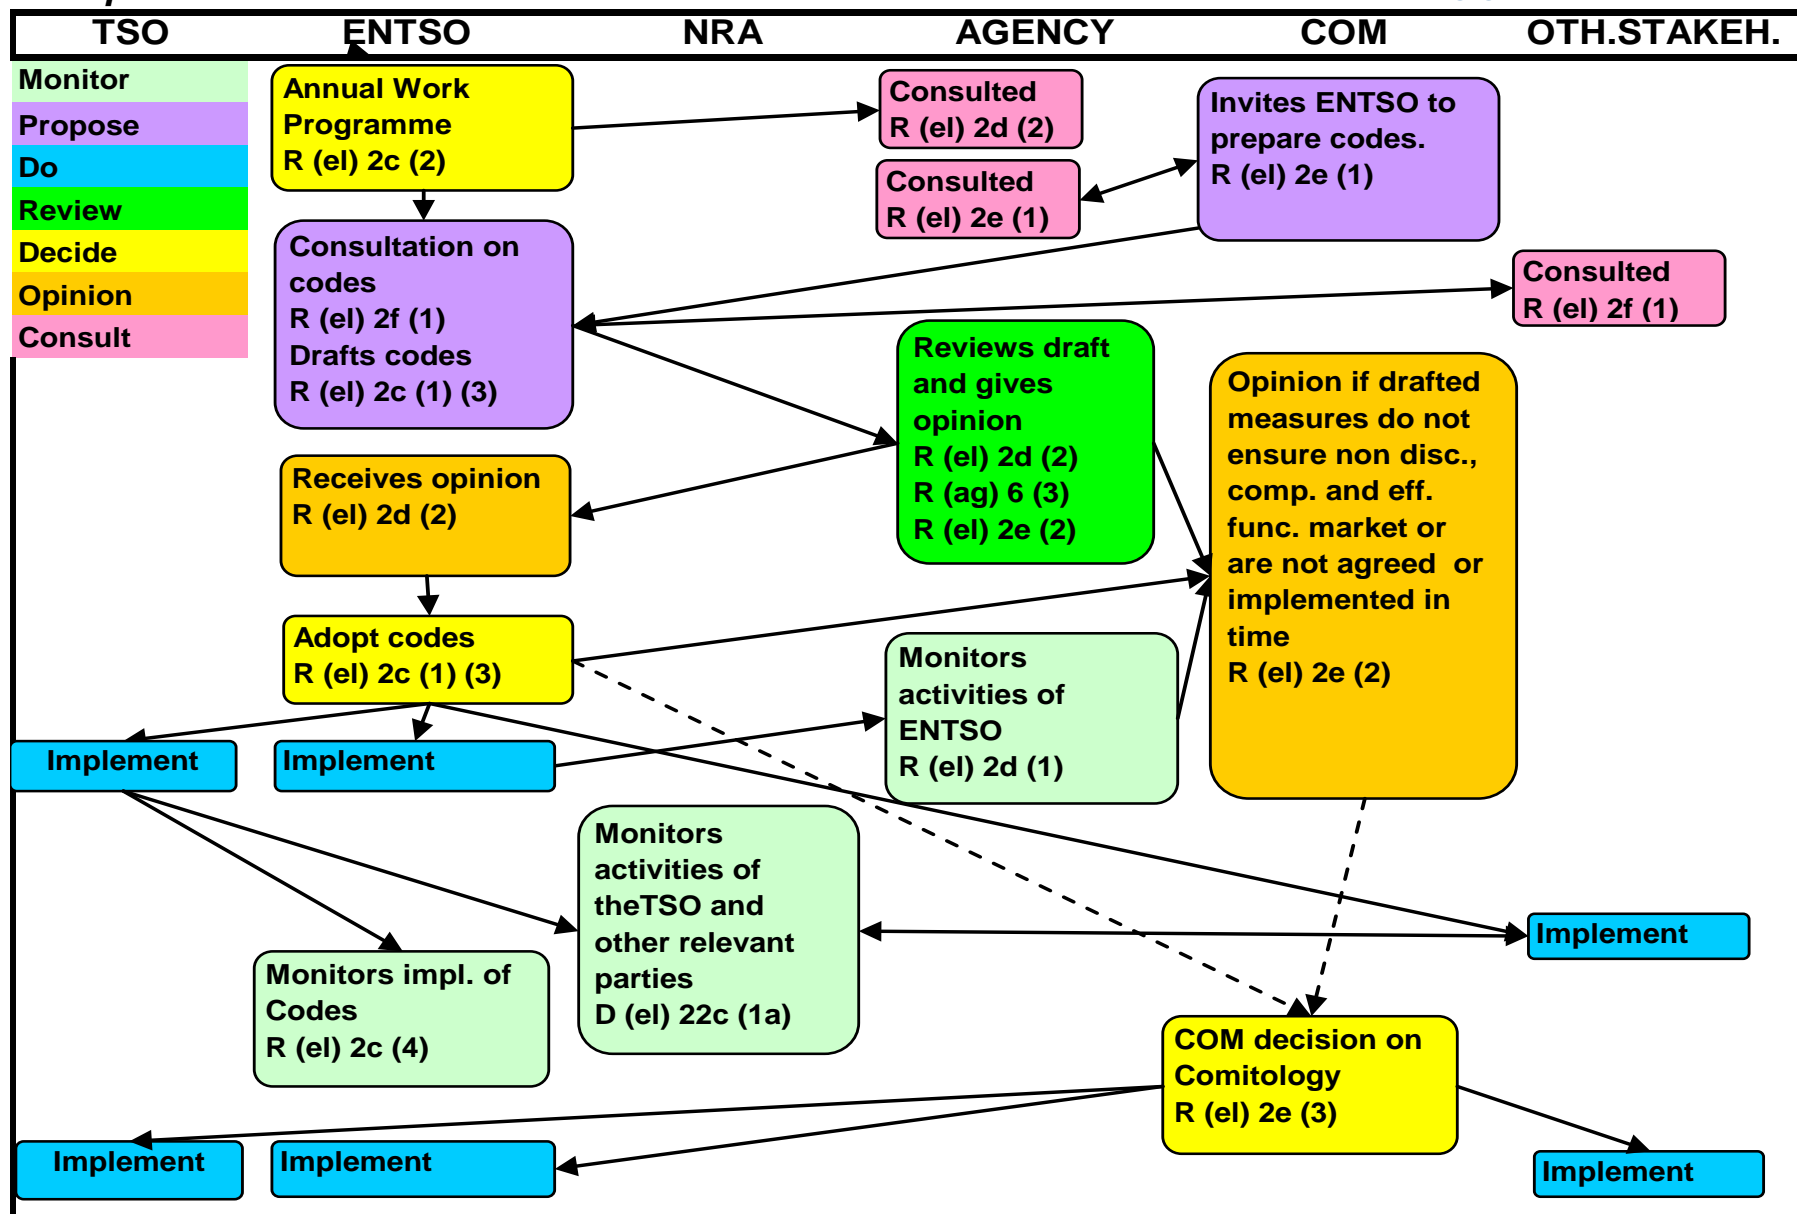 TSO ENTSO NRA AGENCY COM OTH.STAKEH.
Monitor
Propose
Do
Review
Decide
Opinion
Consult
Annual Work
Programme
R (el) 2c (2)
Consulted
R (el) 2d (2)
Consulted
R (el) 2e (1)
Invites ENTSO to
prepare codes.
R (el) 2e (1)
Consultation on
codes
R (el) 2f (1)
Drafts codes
R (el) 2c (1) (3)
Consulted
R (el) 2f (1)
Reviews draft
and gives
opinion
R (el) 2d (2)
R (ag) 6 (3)
R (el) 2e (2)
Opinion if drafted
measures do not
ensure non disc.,
comp. and eff.
func. market or
are not agreed or
implemented in
time
R (el) 2e (2)
Receives opinion
R (el) 2d (2)
Adopt codes
R (el) 2c (1) (3)
Monitors
activities of
ENTSO
R (el) 2d (1)
Implement
Implement
Monitors
activities of
theTSO and
other relevant
parties
D (el) 22c (1a)
Implement
Monitors impl. of
Codes
R (el) 2c (4)
COM decision on
Comitology
R (el) 2e (3)
Implement
Implement
Implement